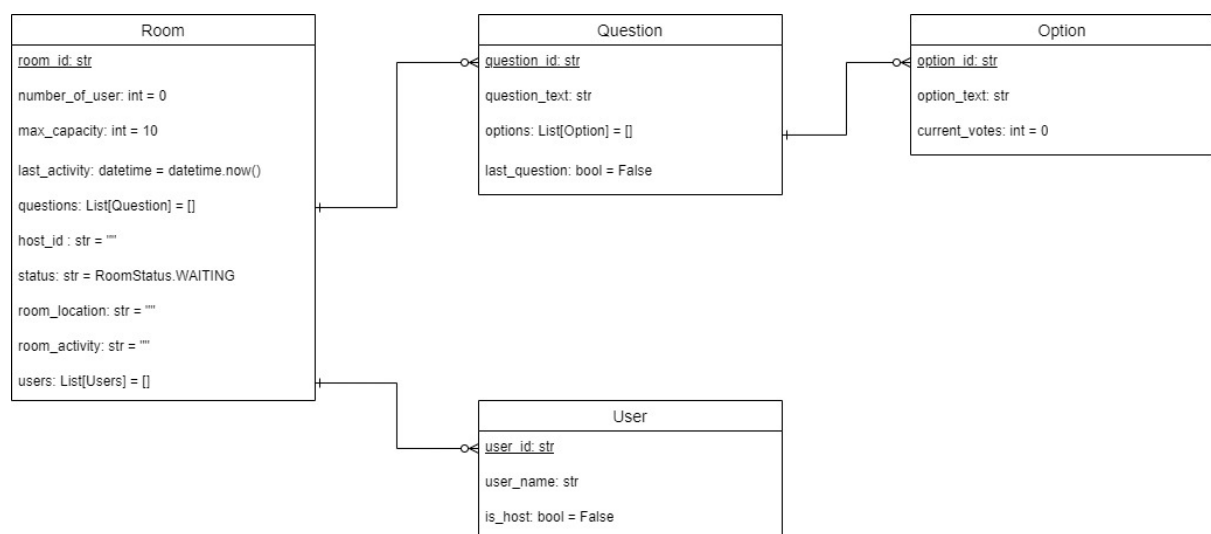 Room
room_id: str
number_of_user: int = 0
max_capacity: int = 10
last_activity: datetime = datetime.now()
questions: List[Question] = []
host_id : str = ""
status: str = RoomStatus.WAITING
room_location: str = ""
room_activity: str = ""
users: List[Users] = []
Question
question_id: str
question_text: str
options: List[Option] = []
last_question: bool = False
Option
option_id: str
option_text: str
current_votes: int = 0
User
user_id: str
user_name: str
is_host: bool = False